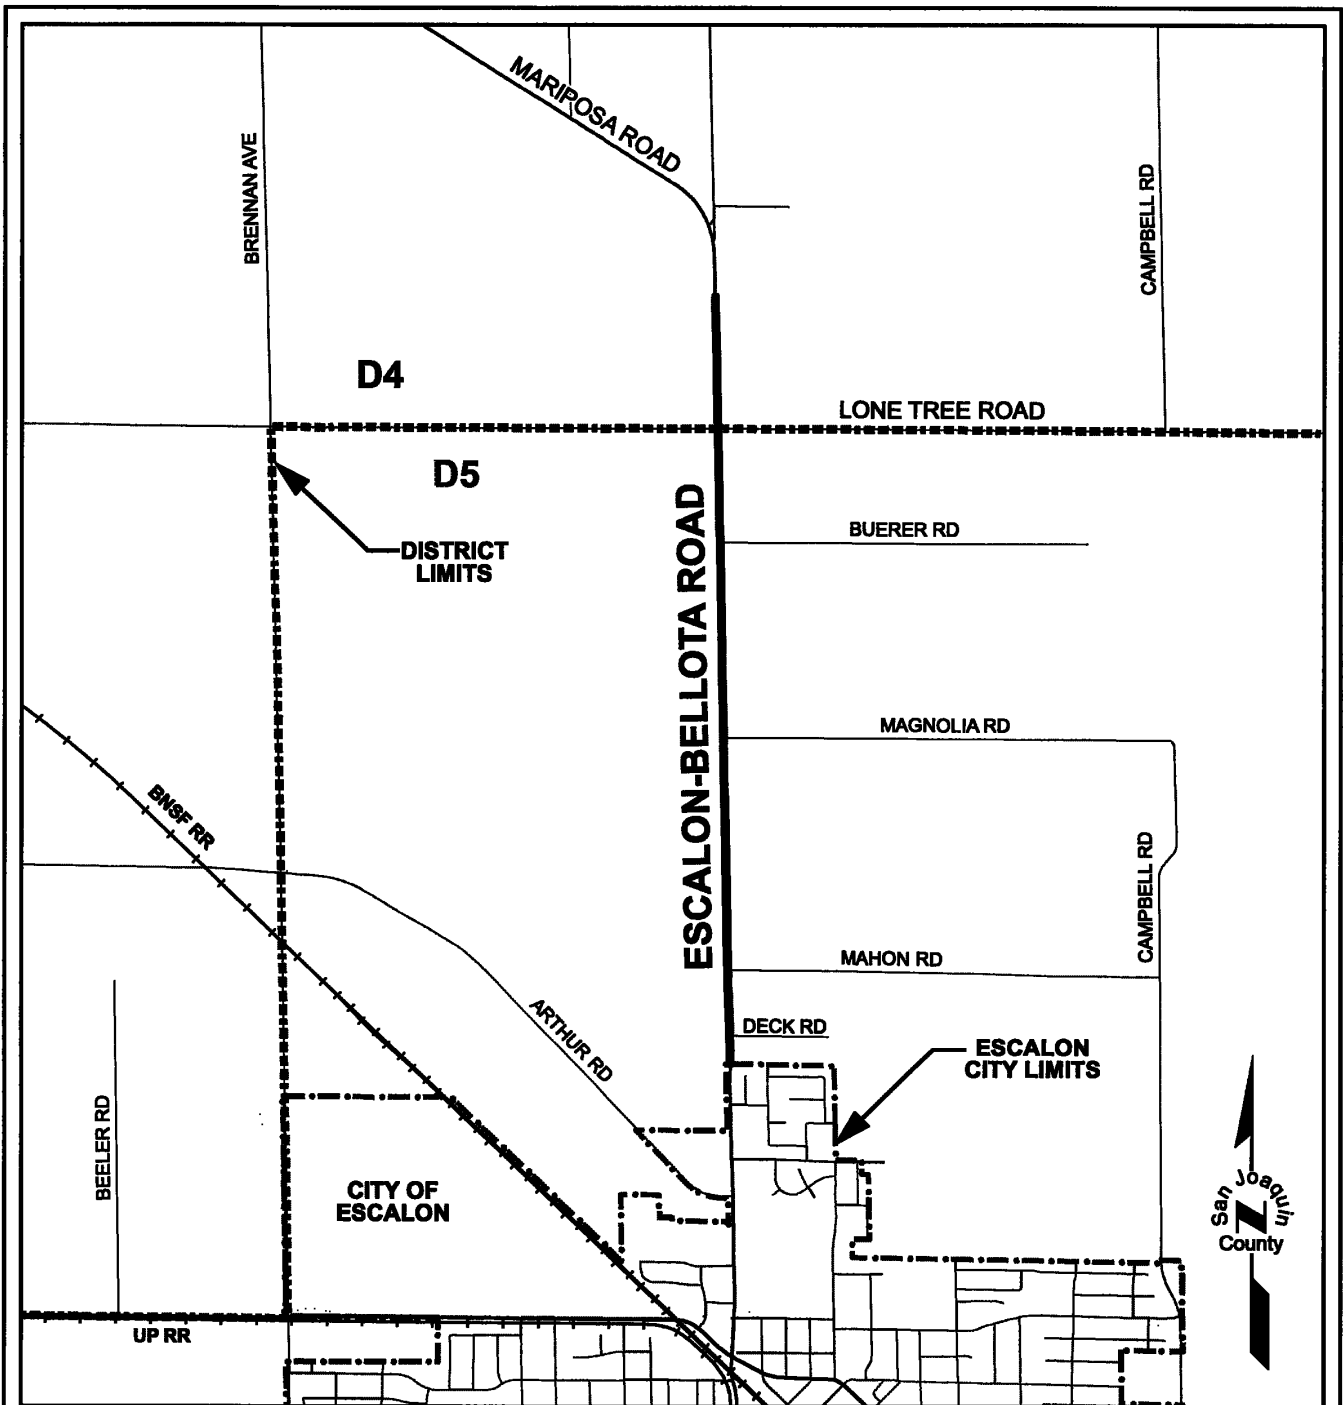 MARIPOSA ROAD
BRENNAN AVE
CAMPBELL RD
D4
LONE TREE ROAD
D5
ESCALON-BELLOTA ROAD
BUERER RD
DISTRICT
LIMITS
MAGNOLIA RD
BNSF RR
CAMPBELL RD
MAHON RD
ARTHUR RD
DECK RD
ESCALON
CITY LIMITS
BEELER RD
CITY OF
ESCALON
San Joaquin
County
UP RR